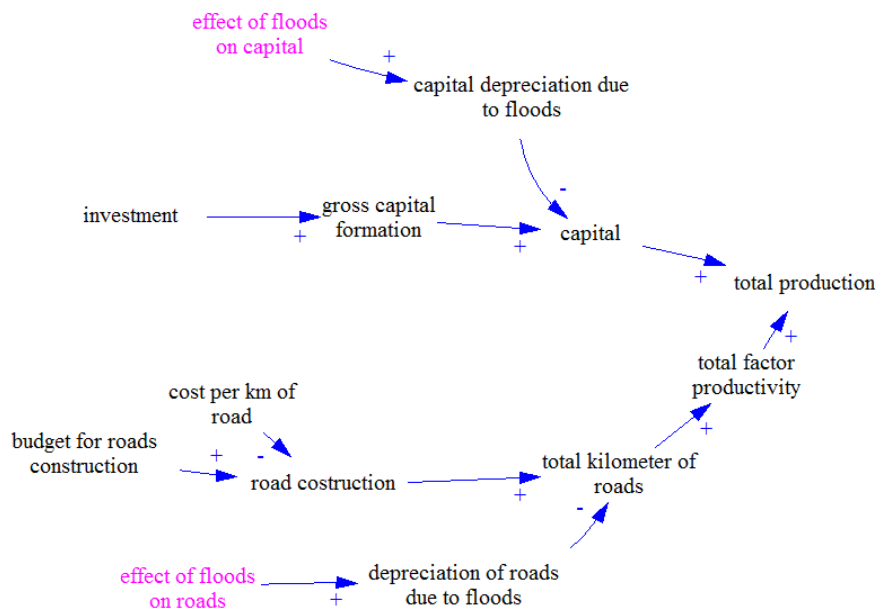 effect of floods
on capital
+
capital depreciation due
to floods
-
investment
+
gross capital
formation
+
capital
+
total production
+
total factor
productivity
+
cost per km of
road
-
budget for roads
construction
+
road costruction
+
total kilometer of
roads
-
effect of floods
on roads
+
depreciation of roads
due to floods